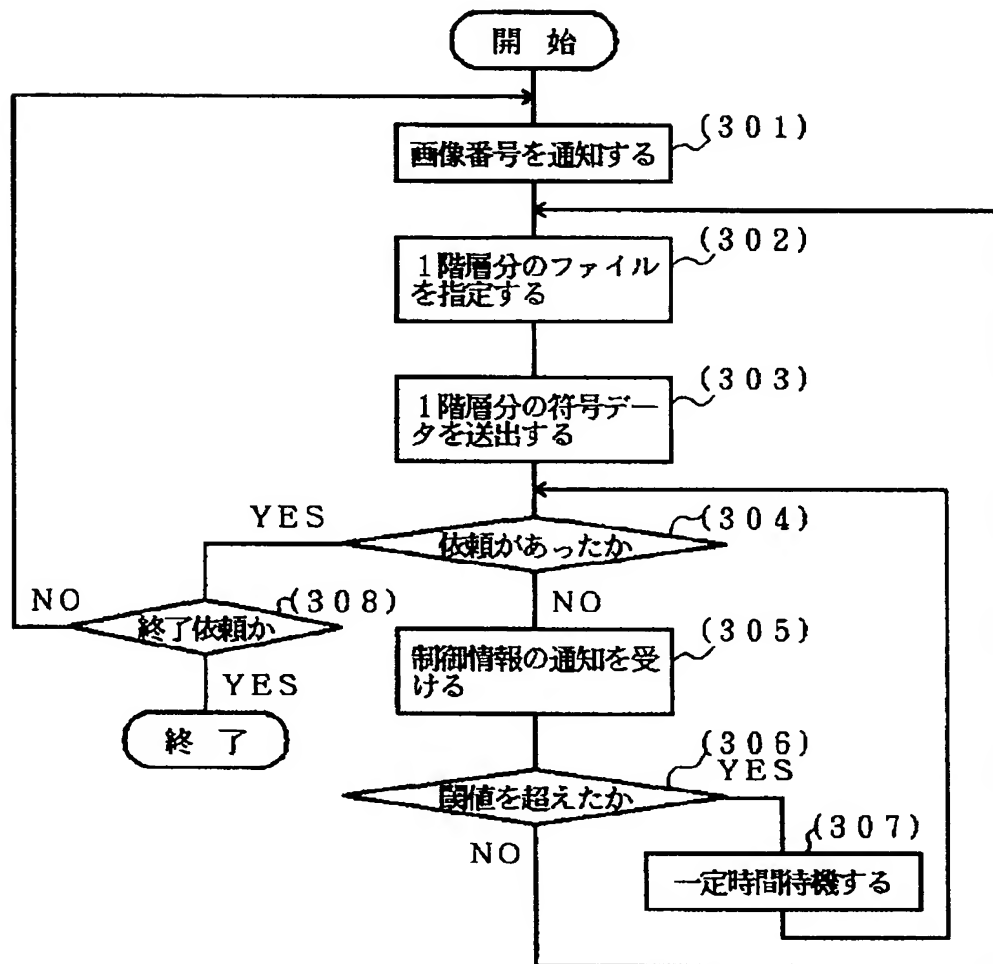 開 始
(301)
画像番号を通知する
(302)
1階層分のファイル
を指定する
(303)
1階層分の符号デー
タを送出する
(304)
YES
依頼があったか
NO
(308)
NO
終了依頼か
(305)
制御情報の通知を受
ける
YES
終 了
(306)
YES
閾値を超えたか
NO
(307)
一定時間待機する